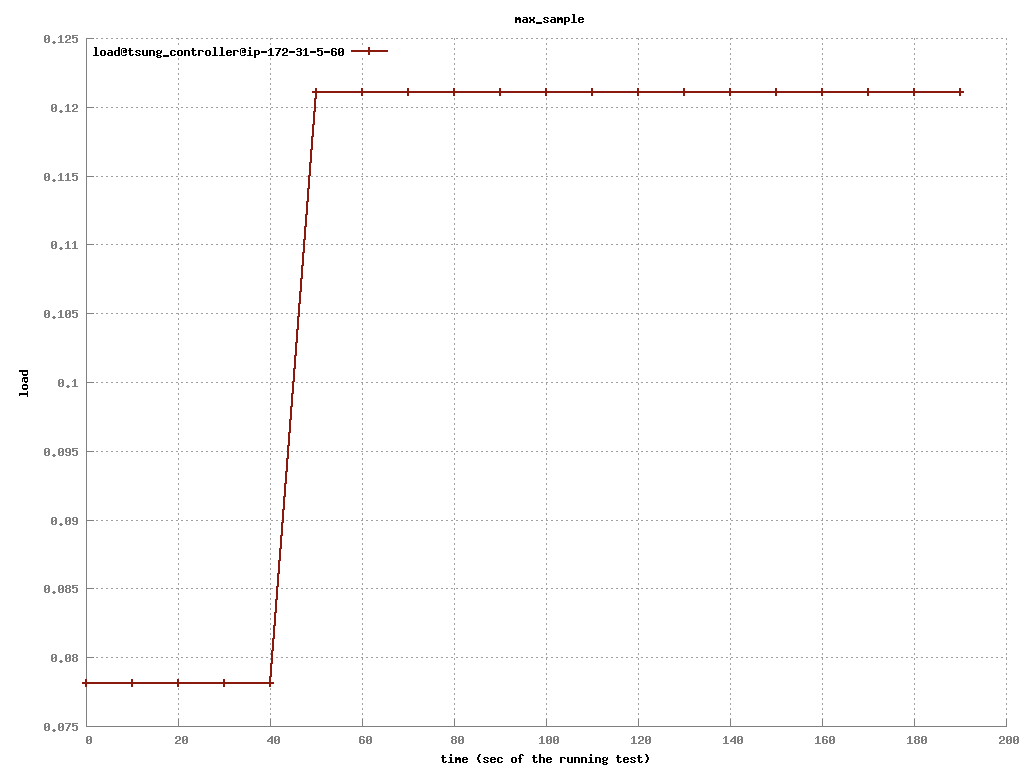 max_sample
load@tsung_controller@ip-172-31-5-60
0.125
0.12
0.115
0.11
0.105
0.1
0.095
0.09
0.085
0.08
0.075
load
0 20 40 60 80 100 120 140 160 180 200
time (sec of the running test)